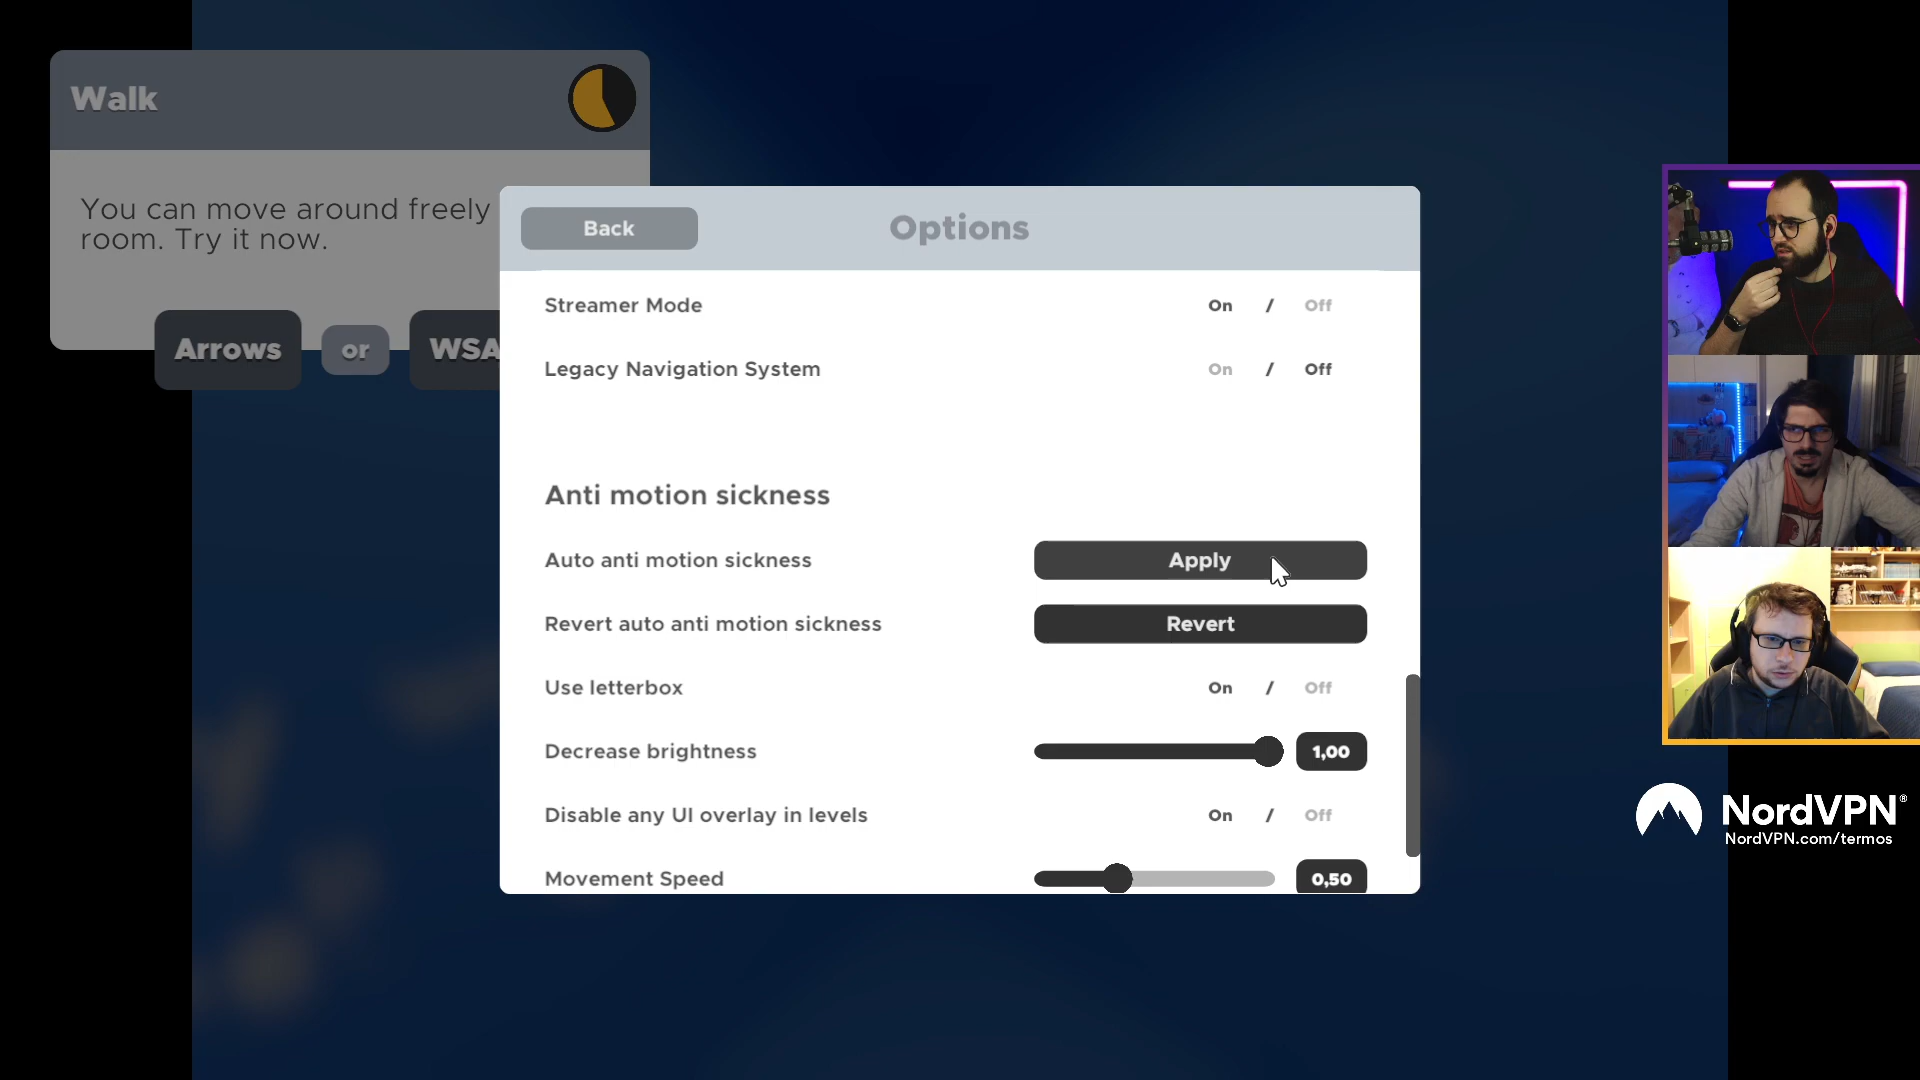 Walk
You can move around freely
room. Try it now.
Arrows
or
WSA
Back
Options
Streamer Mode
On / Off
Legacy Navigation System
On / Off
Anti motion sickness
Auto anti motion sickness
Apply
Revert auto anti motion sickness
Revert
Use letterbox
On / Off
Decrease brightness
1,00
Disable any UI overlay in levels
On / Off
Movement Speed
0,50
NordVPN®
NordVPN.com/termos